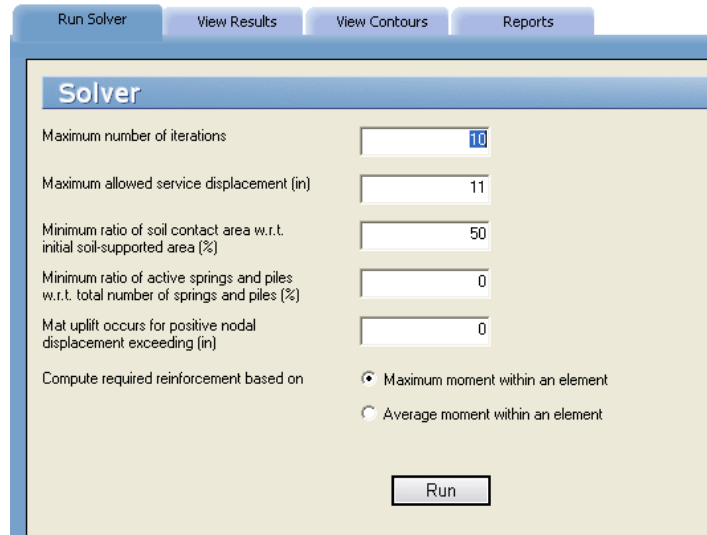 Run Solver
View Results
View Contours
Reports
Solver
Maximum number of iterations
10
Maximum allowed service displacement (in)
11
Minimum ratio of soil contact area w.r.t.
initial soil-supported area (%)
50
Minimum ratio of active springs and piles
w.r.t. total number of springs and piles (%)
0
Mat uplift occurs for positive nodal
displacement exceeding (in)
0
Compute required reinforcement based on
Maximum moment within an element
Average moment within an element
Run